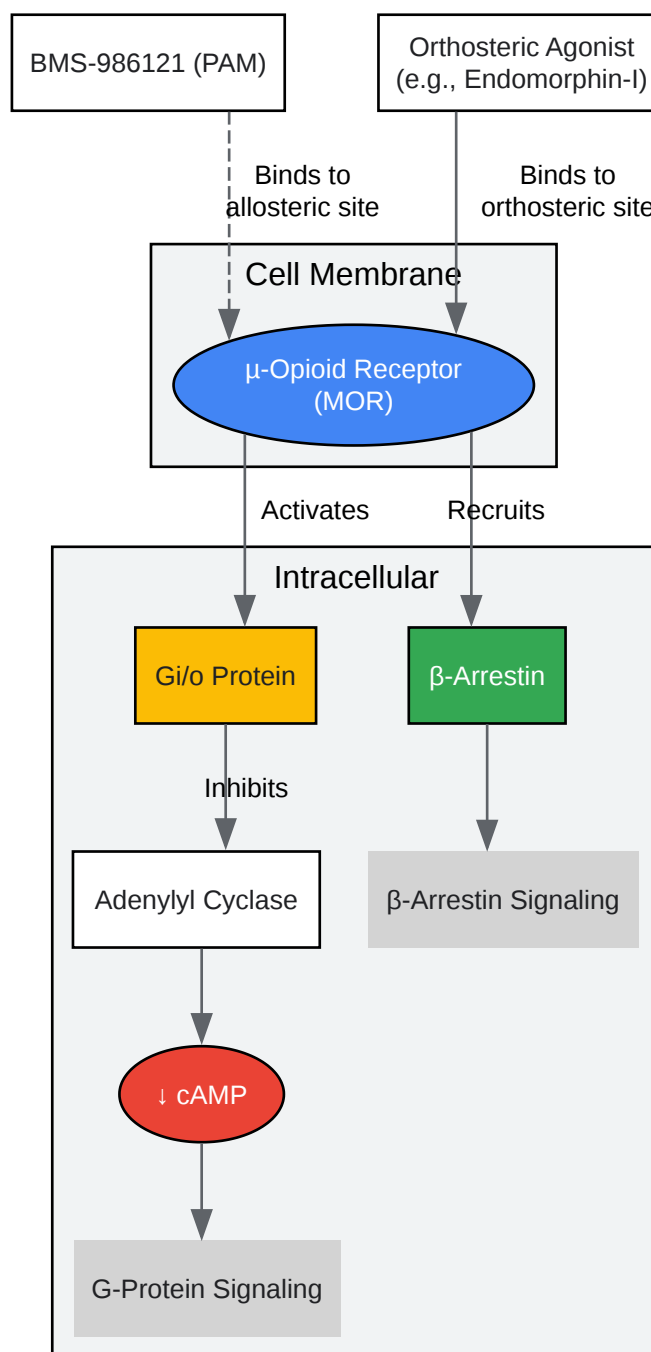 BMS-986121 (PAM)
Orthosteric Agonist
(e.g., Endomorphin-I)
Binds to
allosteric site
Binds to
orthosteric site
Cell Membrane
µ-Opioid Receptor
(MOR)
Activates
Recruits
Intracellular
Gi/o Protein
β-Arrestin
Inhibits
Adenylyl Cyclase
β-Arrestin Signaling
↓ cAMP
G-Protein Signaling